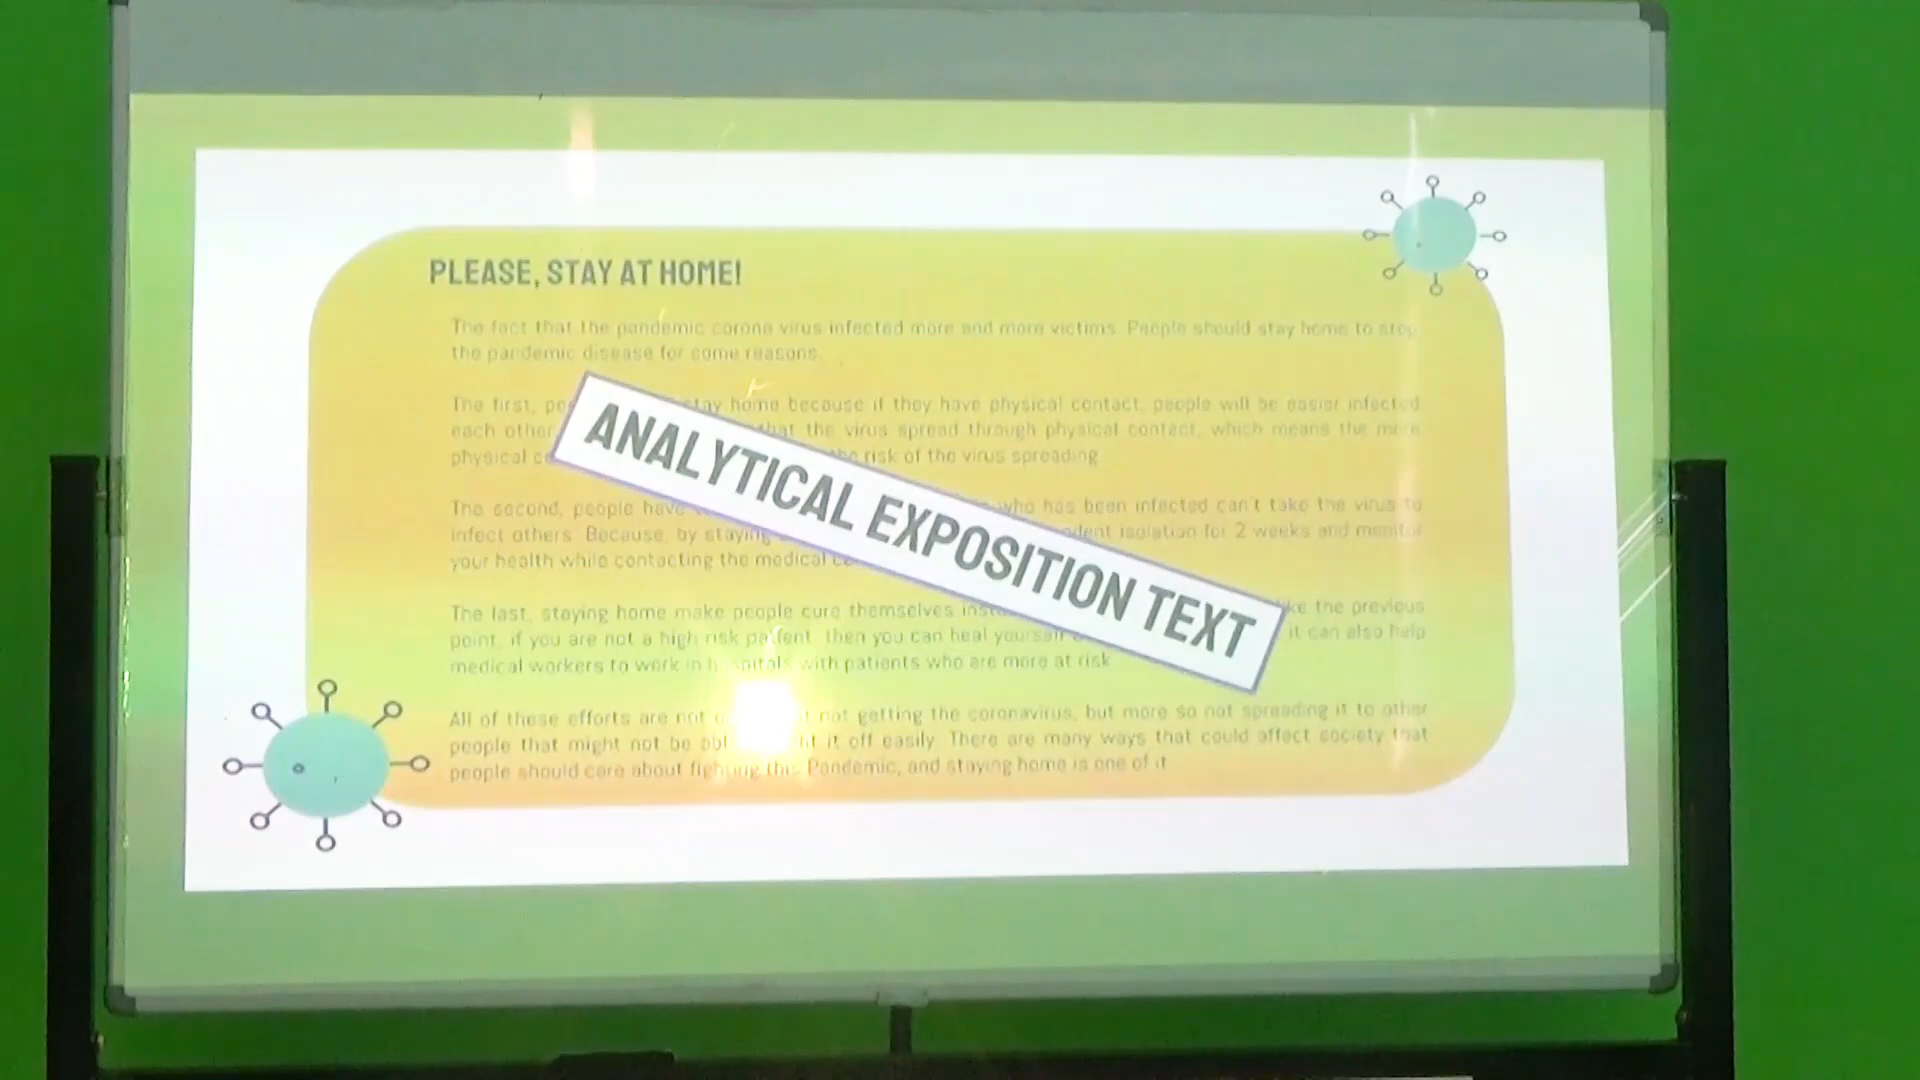 PLEASE, STAY AT HOME!
The fact that the pandemic corona virus infected more and more victims. People should stay home to stop
the pandemic disease for some reasons.
The first, stay home because if they have physical contact, people will be easier infected
each other that the virus spread through physical contact, which means the more
physical the risk of the virus spreading
The second, people have who has been infected can't take the virus to
infect others. Because, by staying isolation for 2 weeks and monitor
your health while contacting the medical
The last, staying home make people cure themselves the previous
point, if you are not a high risk patient, then you can heal yourself it can also help
medical workers to work in hospitals with patients who are more at risk
All of these efforts are not not getting the coronavirus, but more so not spreading it to other
people that might not be it off easily. There are many ways that could affect society that
people should care about fighting this Pandemic, and staying home is one of it
ANALYTICAL EXPOSITION TEXT